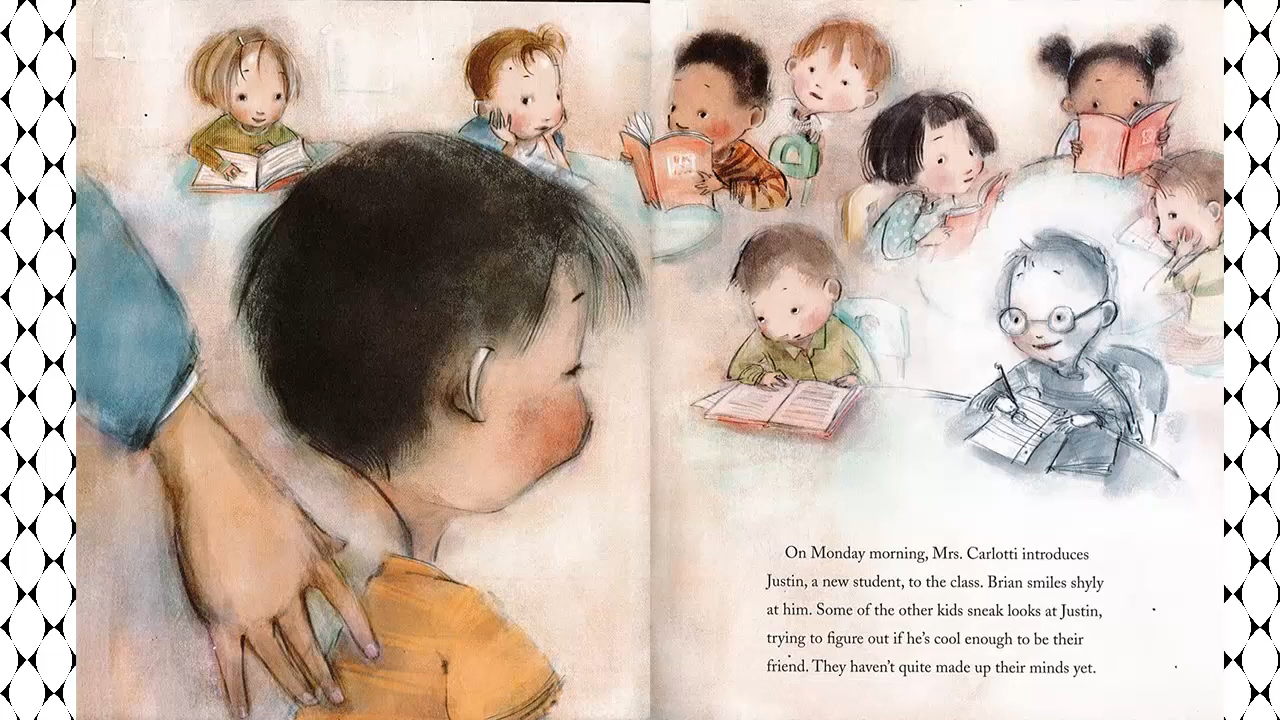 On Monday morning, Mrs. Carlotti introduces
Justin, a new student, to the class. Brian smiles shyly
at him. Some of the other kids sneak looks at Justin,
trying to figure out if he's cool enough to be their
friend. They haven't quite made up their minds yet.